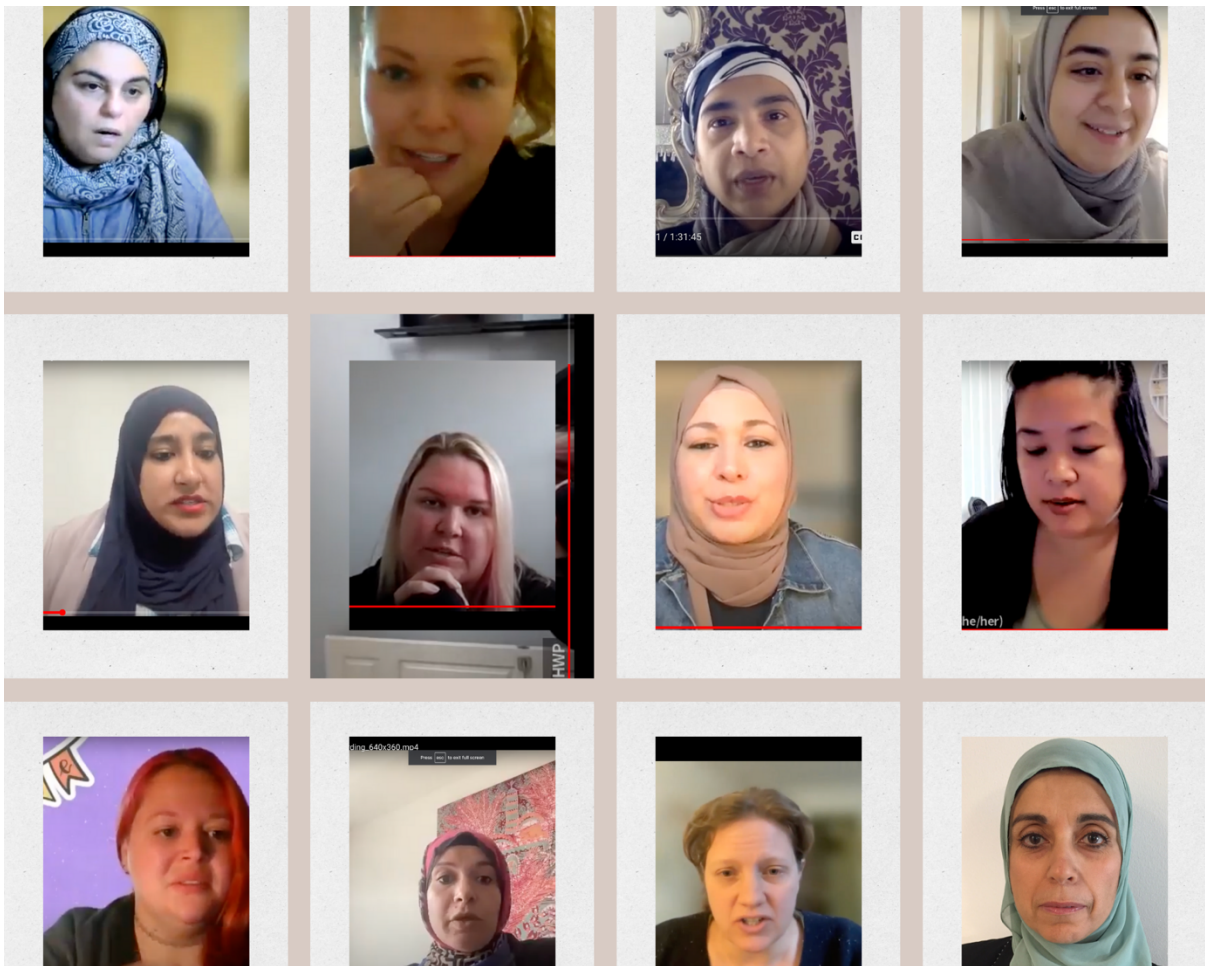 Press esc to exit full screen
1 / 1:31:45
he/her)
HWP
e
ding_640x360.mp4
Press esc to exit full screen